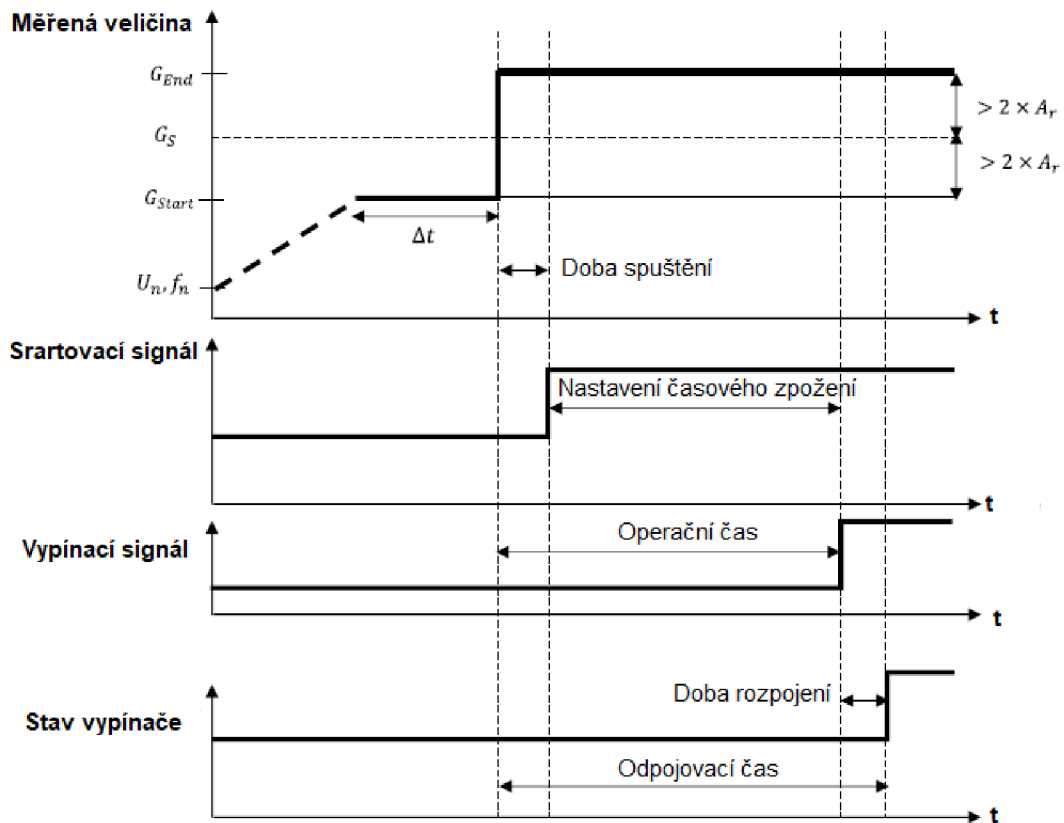 Měřená veličina
G_End
> 2 × A_r
G_S
> 2 × A_r
G_Start
Δt
Doba spuštění
U_n, f_n
t
Srartovací signál
Nastavení časového zpožení
t
Operační čas
Vypínací signál
t
Doba rozpojení
Stav vypínače
Odpojovací čas
t